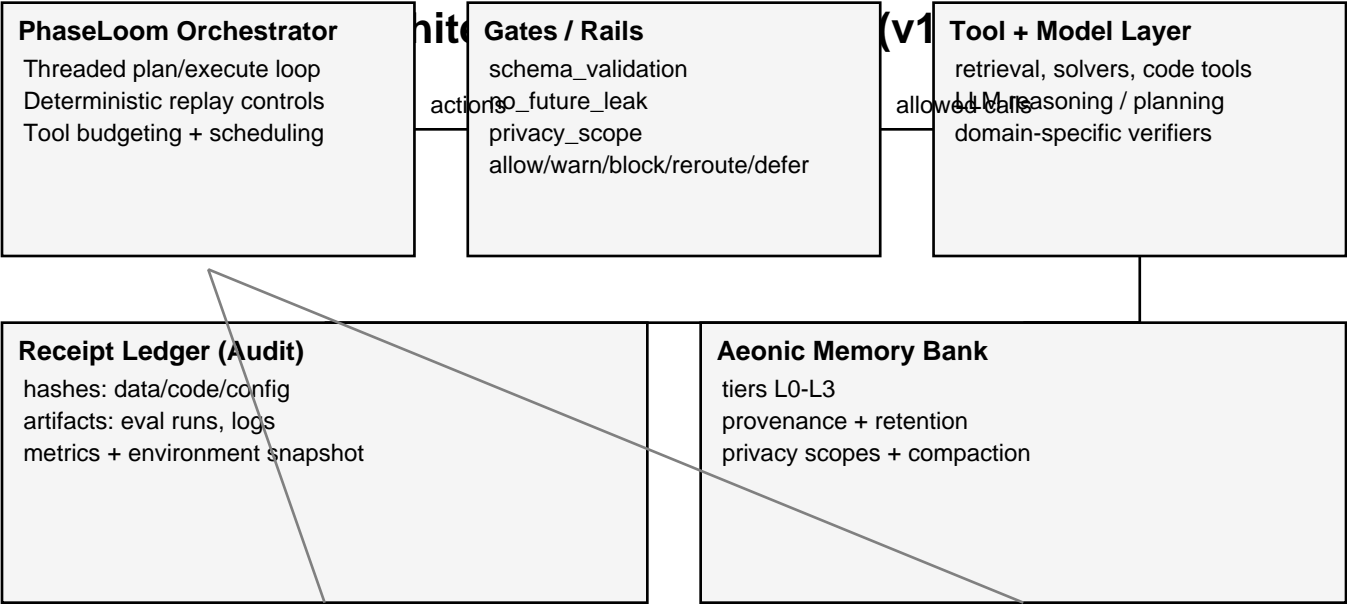 PhaseLoom Orchestrator
Threaded plan/execute loop
Deterministic replay controls
Tool budgeting + scheduling
actions
Gates / Rails
schema_validation
no_future_leak
privacy_scope
allow/warn/block/reroute/defer
(v1
allowed calls
Tool + Model Layer
retrieval, solvers, code tools
LLM reasoning / planning
domain-specific verifiers
Receipt Ledger (Audit)
hashes: data/code/config
artifacts: eval runs, logs
metrics + environment snapshot
Aeonic Memory Bank
tiers L0-L3
provenance + retention
privacy scopes + compaction